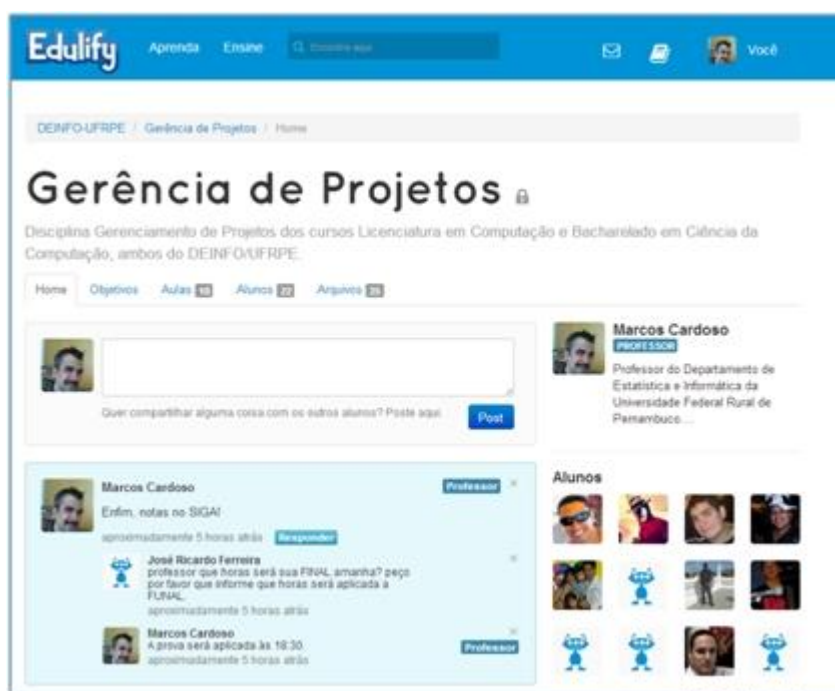 Edulify
Aprenda
Ensine
Encontre aqui
Você
DEINFO-UFRPE / Gerência de Projetos / Home
Gerência de Projetos
Disciplina Gerenciamento de Projetos dos cursos Licenciatura em Computação e Bacharelado em Ciência da
Computação, ambos do DEINFO/UFRPE.
Home
Objetivos
Aulas
Alunos 22
Arquivos
Quer compartilhar alguma coisa com os outros alunos? Poste aqui.
Post
Marcos Cardoso
PROFESSOR
Professor do Departamento de
Estatística e Informática da
Universidade Federal Rural de
Pernambuco....
Marcos Cardoso
Professor
Enfim, notas no SIGA!
aproximadamente 5 horas atrás
Responder
José Ricardo Ferreira
professor que horas será sua FINAL amanha? peço
por favor que informe que horas será aplicada a
FUNAL.
aproximadamente 5 horas atrás
Marcos Cardoso
Professor
A prova será aplicada às 18:30.
aproximadamente 5 horas atrás
Alunos